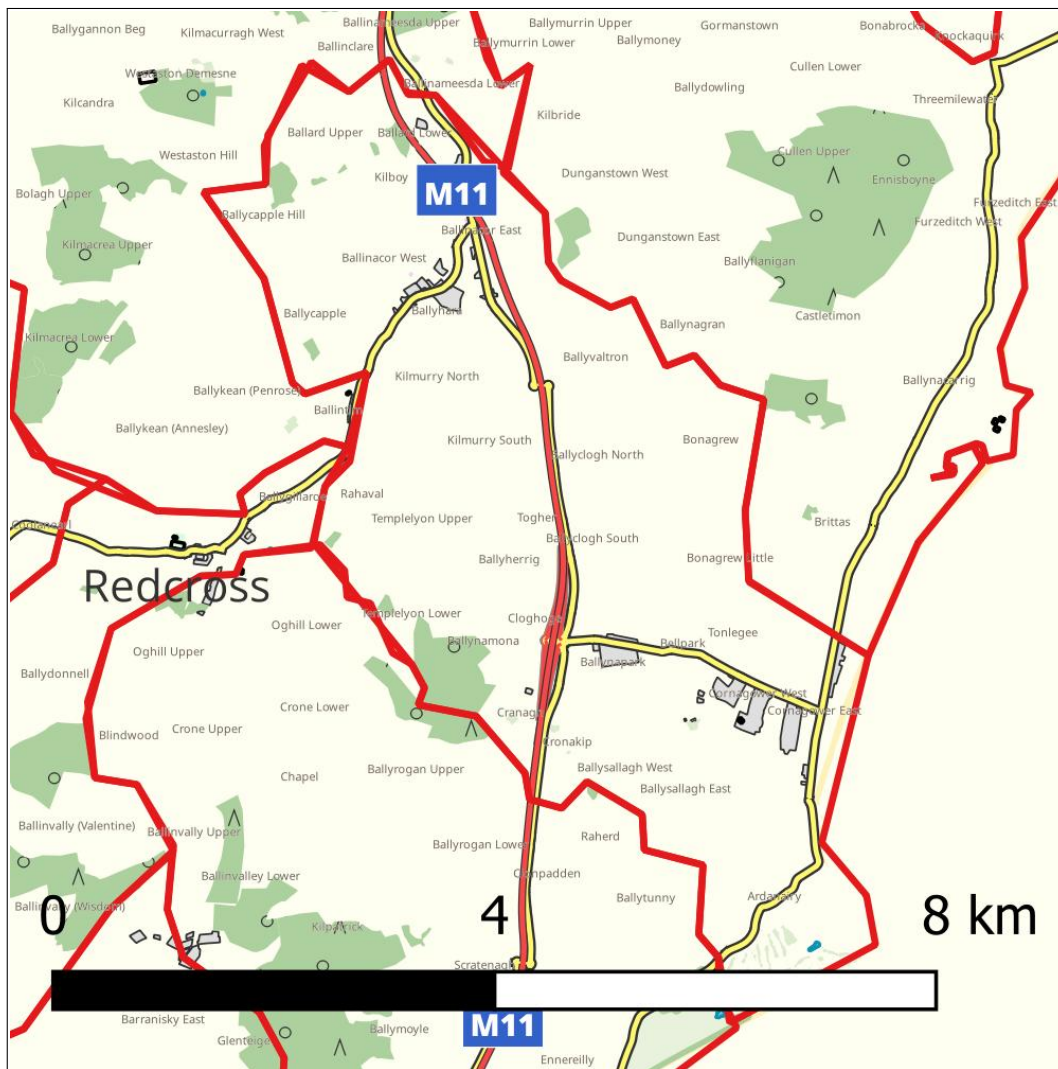 Ballinameesda Upper
Ballymurrin Upper
Gormanstown
Bonabrocka
Ballygannon Beg
Kilmacurragh West
Knockaquirk
Ballinclare
Ballymurrin Lower
Ballymoney
Cullen Lower
Westaston Demesne
Ballinameesda Lower
Ballydowling
Kilcandra
Threemilewater
Kilbride
Ballard Upper
Ballard Lower
Westaston Hill
Cullen Upper
Kilboy
Dunganstown West
Ennisboyne
M11
Bolagh Upper
Furzeditch East
Ballycapple Hill
Furzeditch West
Ballinacor East
Dunganstown East
Kilmacrea Upper
Ballinacor West
Ballyflanigan
Ballyhara
Ballycapple
Castletimon
Ballynagran
Kilmacrea Lower
Ballyvaltron
Kilmurry North
Ballynacarrig
Ballykean (Penrose)
Ballintim
Ballykean (Annesley)
Kilmurry South
Bonagrew
Ballyclogh North
Rahaval
Ballygillaroe
Templelyon Upper
Togher
Brittas
Ballyclogh South
Ballyherrig
Bonagrew Little
Redcross
Templelyon Lower
Oghill Lower
Tonlegee
Ballynamona
Bellpark
Oghill Upper
Ballynapark
Ballydonnell
Cornagower West
Crone Lower
Cornagower East
Crone Upper
Blindwood
Cronakip
Ballyrogan Upper
Ballysallagh West
Chapel
Ballysallagh East
Ballinvally (Valentine)
Ballinvally Upper
Raherd
Ballyrogan Lower
Ballinvalley Lower
Ballytunny
0
4
8 km
Kilpatrick
Barranisky East
M11
Ballymoyle
Glenteige
Ennereilly